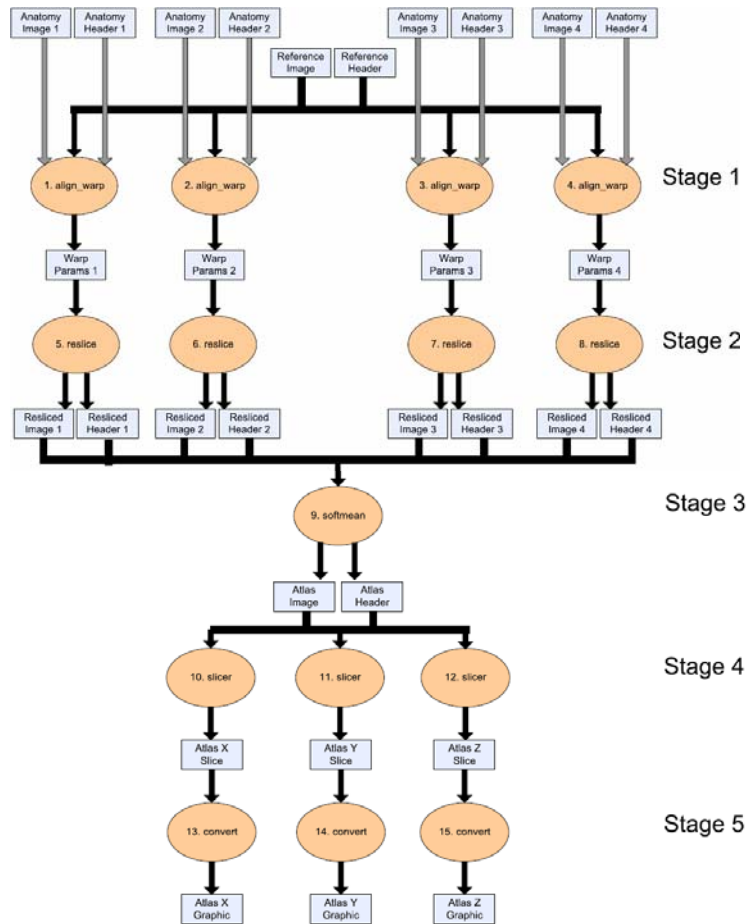 Anatomy
Image 1
Anatomy
Header 1
Anatomy
Image 2
Anatomy
Header 2
Anatomy
Image 3
Anatomy
Header 3
Anatomy
Image 4
Anatomy
Header 4
Reference
Image
Reference
Header
1. align_warp
2. align_warp
3. align_warp
4. align_warp
Stage 1
Warp
Params 1
Warp
Params 2
Warp
Params 3
Warp
Params 4
5. reslice
6. reslice
7. reslice
8. reslice
Stage 2
Resliced
Image 1
Resliced
Header 1
Resliced
Image 2
Resliced
Header 2
Resliced
Image 3
Resliced
Header 3
Resliced
Image 4
Resliced
Header 4
9. softmean
Stage 3
Atlas
Image
Atlas
Header
10. slicer
11. slicer
12. slicer
Stage 4
Atlas X
Slice
Atlas Y
Slice
Atlas Z
Slice
13. convert
14. convert
15. convert
Stage 5
Atlas X
Graphic
Atlas Y
Graphic
Atlas Z
Graphic